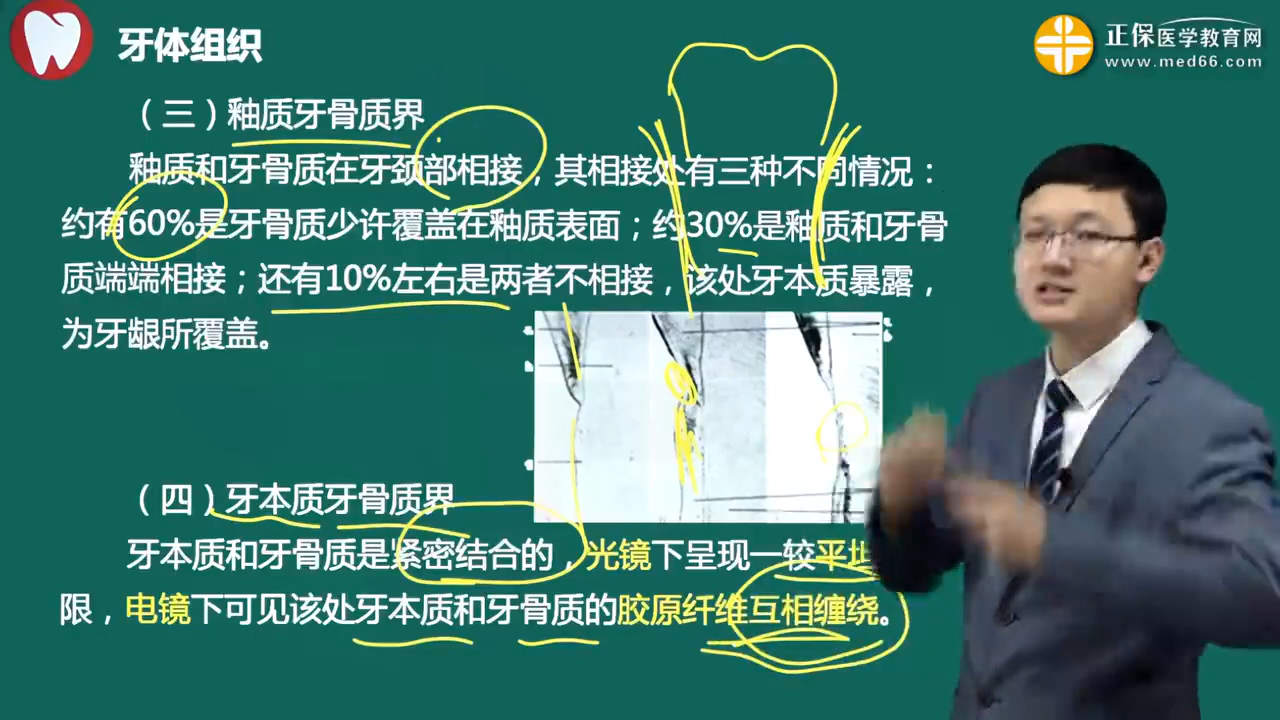 牙体组织
正保医学教育网
www.med66.com
（三）釉质牙骨质界
釉质和牙骨质在牙颈部相接，其相接处有三种不同情况：
约有60%是牙骨质少许覆盖在釉质表面；约30%是釉质和牙骨
质端端相接；还有10%左右是两者不相接，该处牙本质暴露，
为牙龈所覆盖。
（四）牙本质牙骨质界
牙本质和牙骨质是紧密结合的，光镜下呈现一较平坦
限，电镜下可见该处牙本质和牙骨质的胶原纤维互相缠绕。